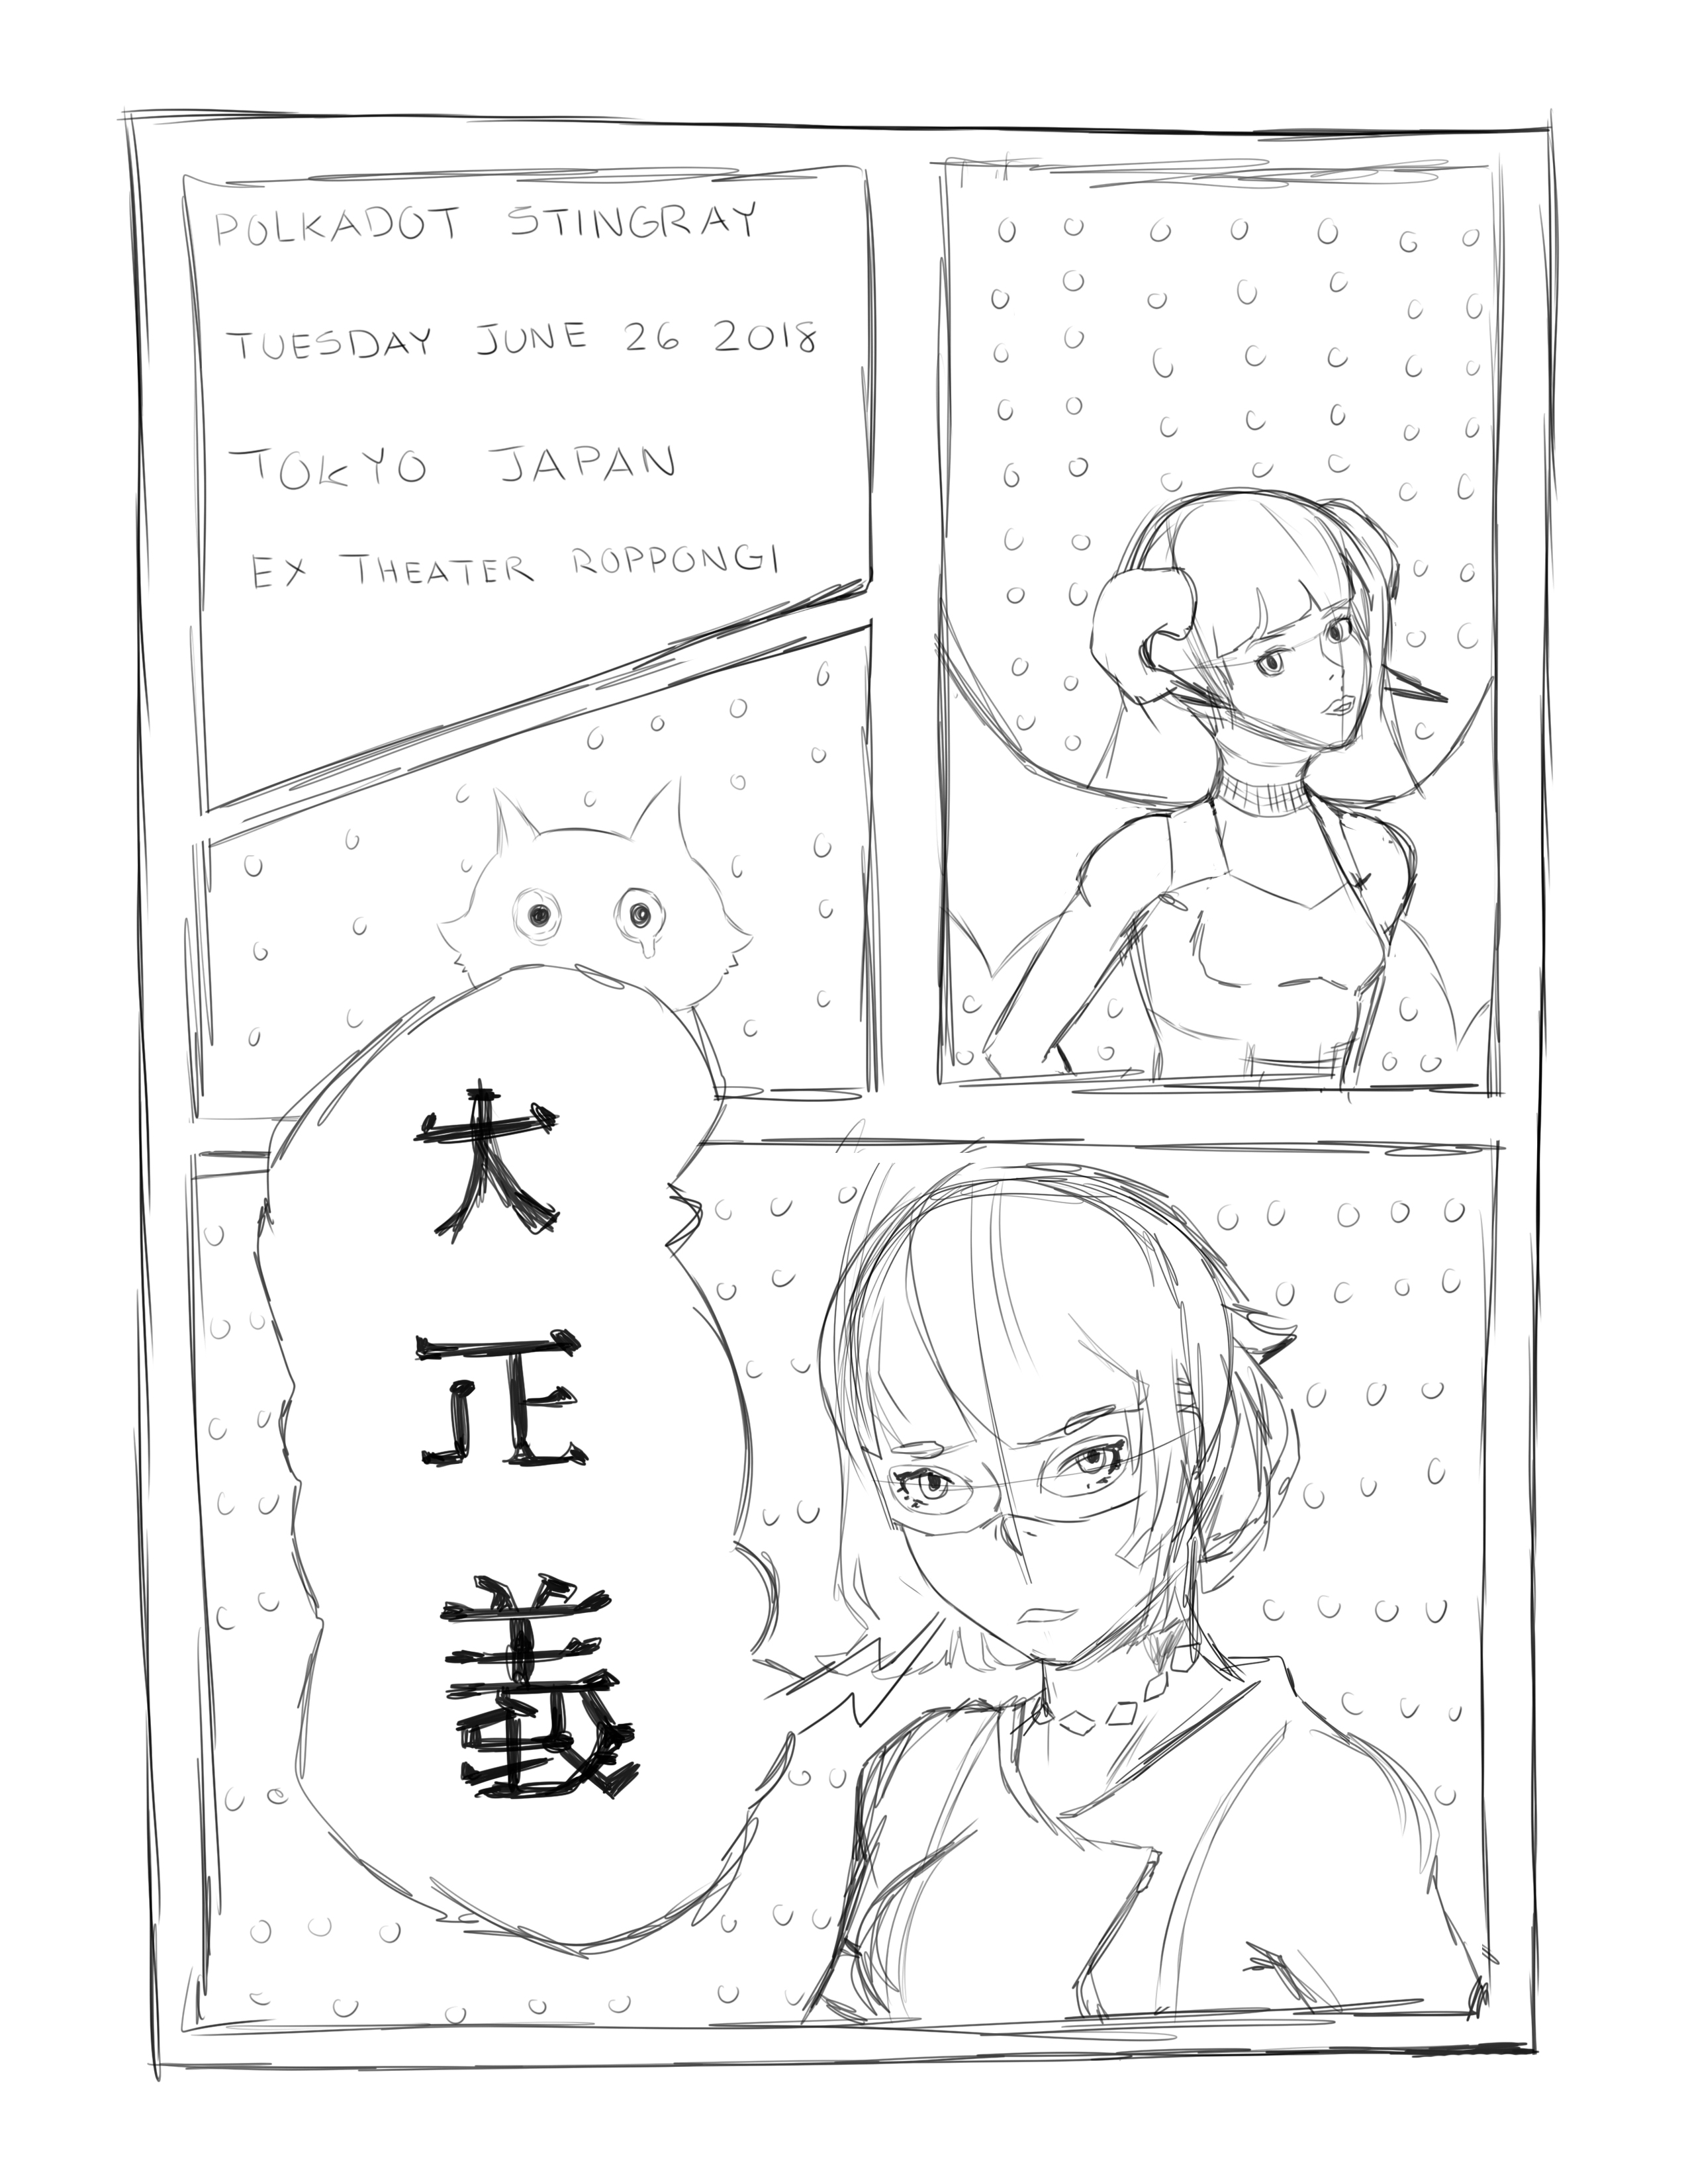 POLKADOT STINGRAY
TUESDAY JUNE 26 2018
TOKYO JAPAN
EX THEATER ROPPONGI
大正義